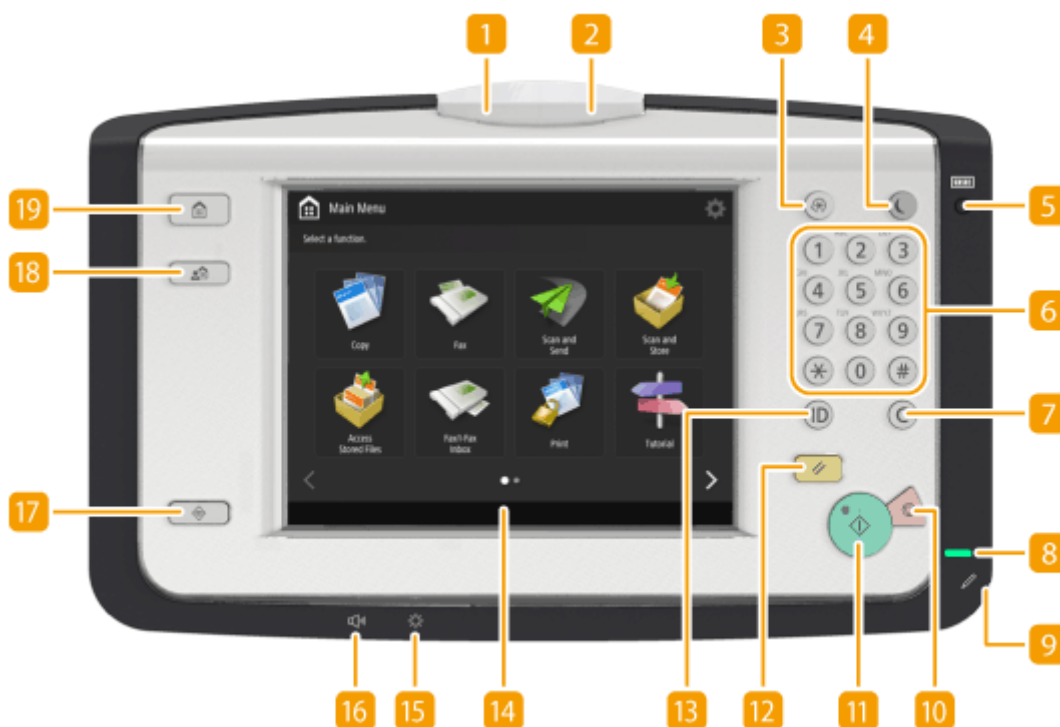 1 2 3 4
19
18
17
5
6
7
8
9
Main Menu
Select a function.
Copy
Fax
Scan and
Send
Scan and
Store
Access
Stored Files
Fax/I-Fax
Inbox
Print
Tutorial
1 2 3
4 5 6
7 8 9
* 0 #
ID C
16 15 14 13 12 11 10